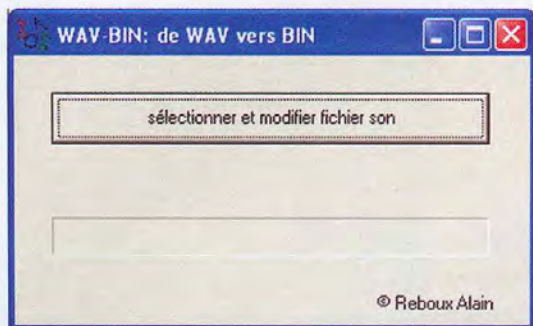 WAV-BIN: de WAV vers BIN
sélectionner et modifier fichier son
© Reboux Alain